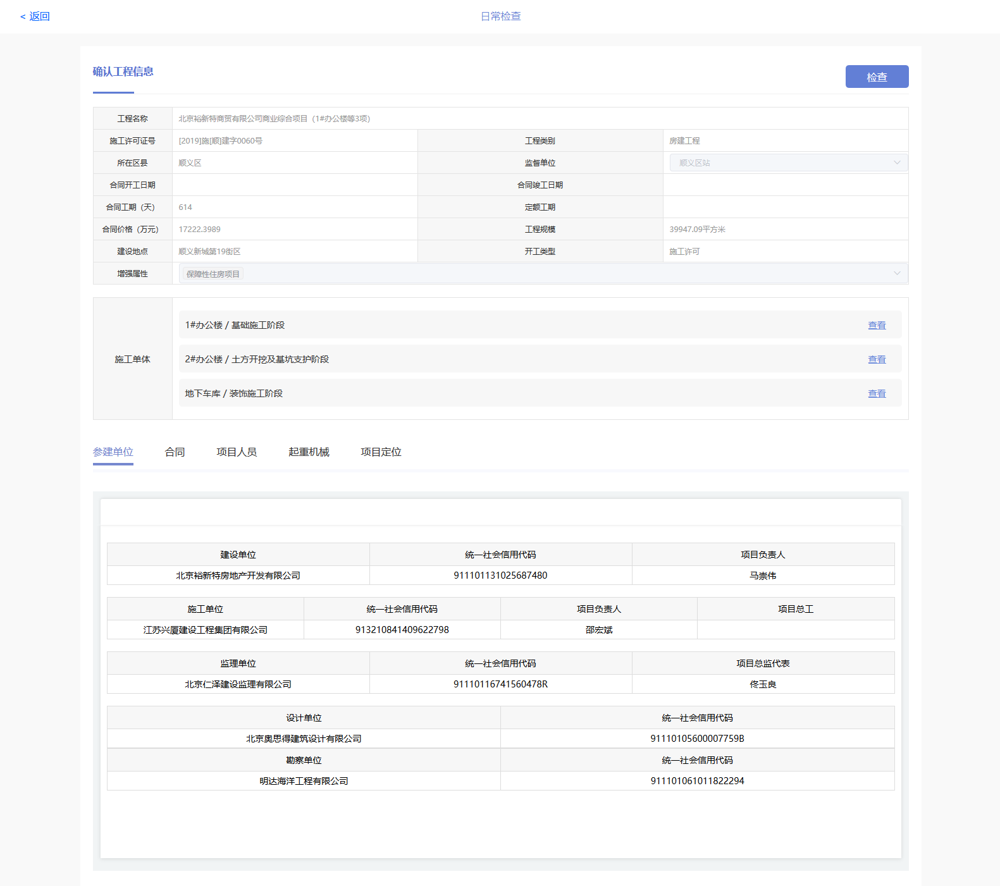 < 返回
日常检查
确认工程信息
检查
工程名称 北京裕新特商贸有限公司商业综合项目（1#办公楼等3项）
施工许可证号 [2019]施[顺]建字0060号 工程类别 房建工程
所在区县 顺义区 监督单位 顺义区站
合同开工日期 合同竣工日期
合同工期（天） 614 定额工期
合同价格（万元） 17222.3989 工程规模 39947.09平方米
建设地点 顺义新城第19街区 开工类型 施工许可
增强属性 保障性住房项目
1#办公楼 / 基础施工阶段 查看
施工单体 2#办公楼 / 土方开挖及基坑支护阶段 查看
地下车库 / 装饰施工阶段 查看
参建单位 合同 项目人员 起重机械 项目定位
建设单位 统一社会信用代码 项目负责人
北京裕新特房地产开发有限公司 911101131025687480 马崇伟
施工单位 统一社会信用代码 项目负责人 项目总工
江苏兴厦建设工程集团有限公司 913210841409622798 邵宏斌
监理单位 统一社会信用代码 项目总监代表
北京仁泽建设监理有限公司 91110116741560478R 佟玉良
设计单位 统一社会信用代码
北京奥思得建筑设计有限公司 91110105600007759B
勘察单位 统一社会信用代码
明达海洋工程有限公司 911101061011822294